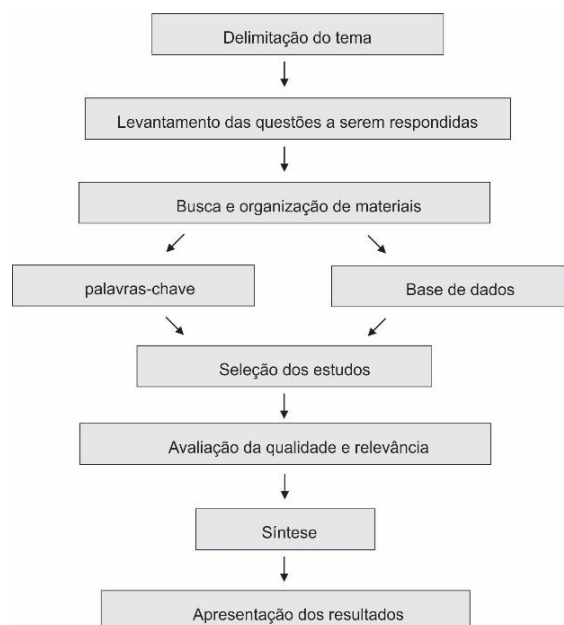 Delimitação do tema
Levantamento das questões a serem respondidas
Busca e organização de materiais
palavras-chave
Base de dados
Seleção dos estudos
Avaliação da qualidade e relevância
Síntese
Apresentação dos resultados